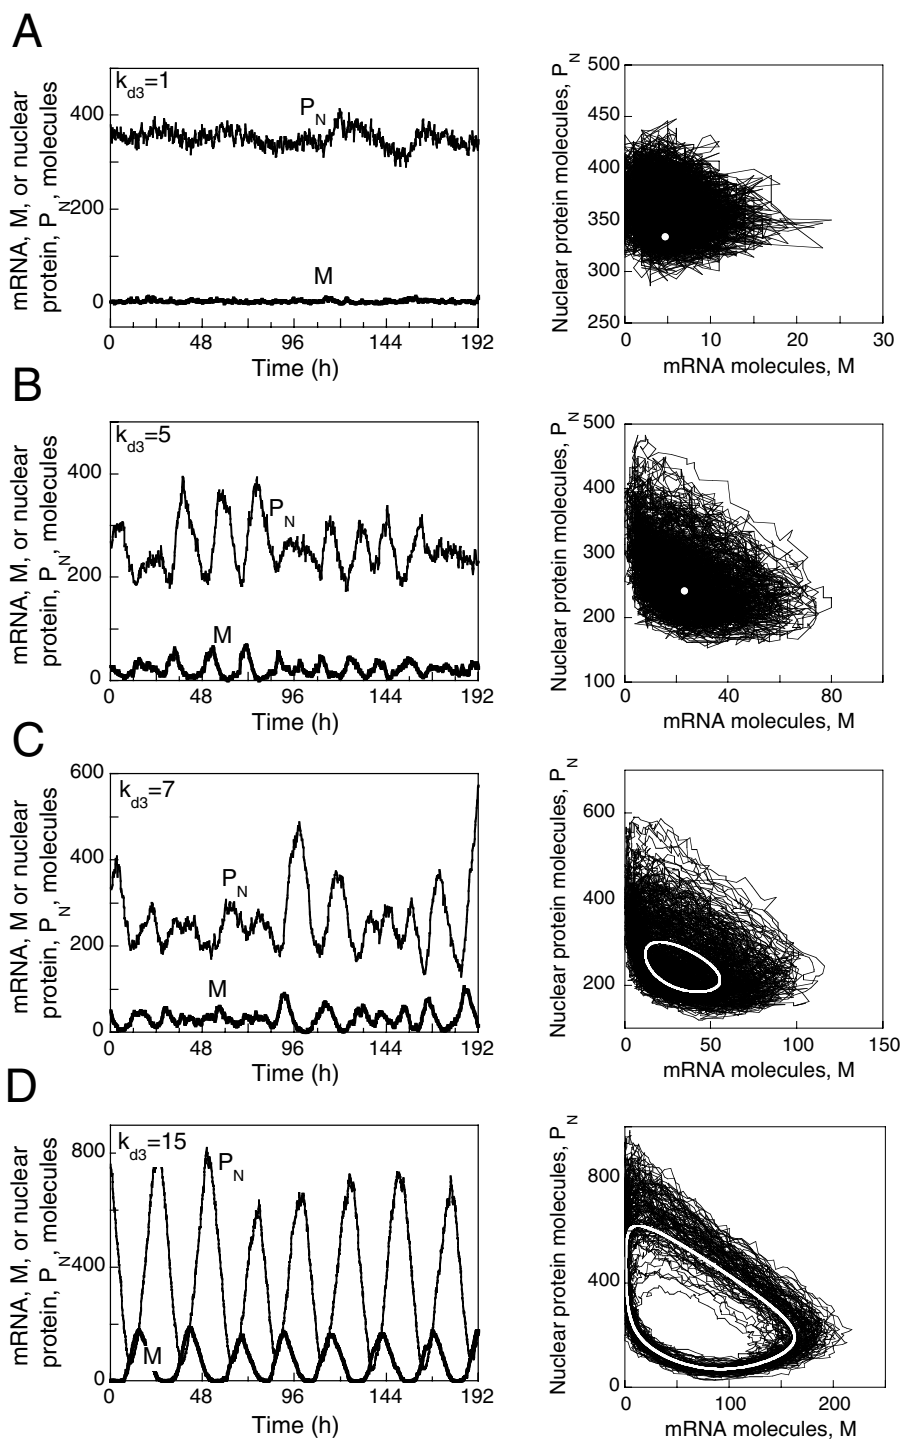 A
mRNA, M, or nuclear
protein, P_N, molecules
k_d3=1
P_N
M
400
200
0
0 48 96 144 192
Time (h)
Nuclear protein molecules, P_N
500
450
400
350
300
250
0 10 20 30
mRNA molecules, M
B
mRNA, M, or nuclear
protein, P_N, molecules
k_d3=5
P_N
M
400
200
0
0 48 96 144 192
Time (h)
Nuclear protein molecules, P_N
500
400
300
200
100
0 40 80
mRNA molecules, M
C
mRNA, M or nuclear
protein, P_N, molecules
k_d3=7
P_N
M
600
400
200
0
0 48 96 144 192
Time (h)
Nuclear protein molecules, P_N
600
400
200
0 50 100 150
mRNA molecules, M
D
mRNA, M, or nuclear
protein, P_N, molecules
k_d3=15
P_N
M
800
400
0
0 48 96 144 192
Time (h)
Nuclear protein molecules, P_N
800
400
0
0 100 200
mRNA molecules, M